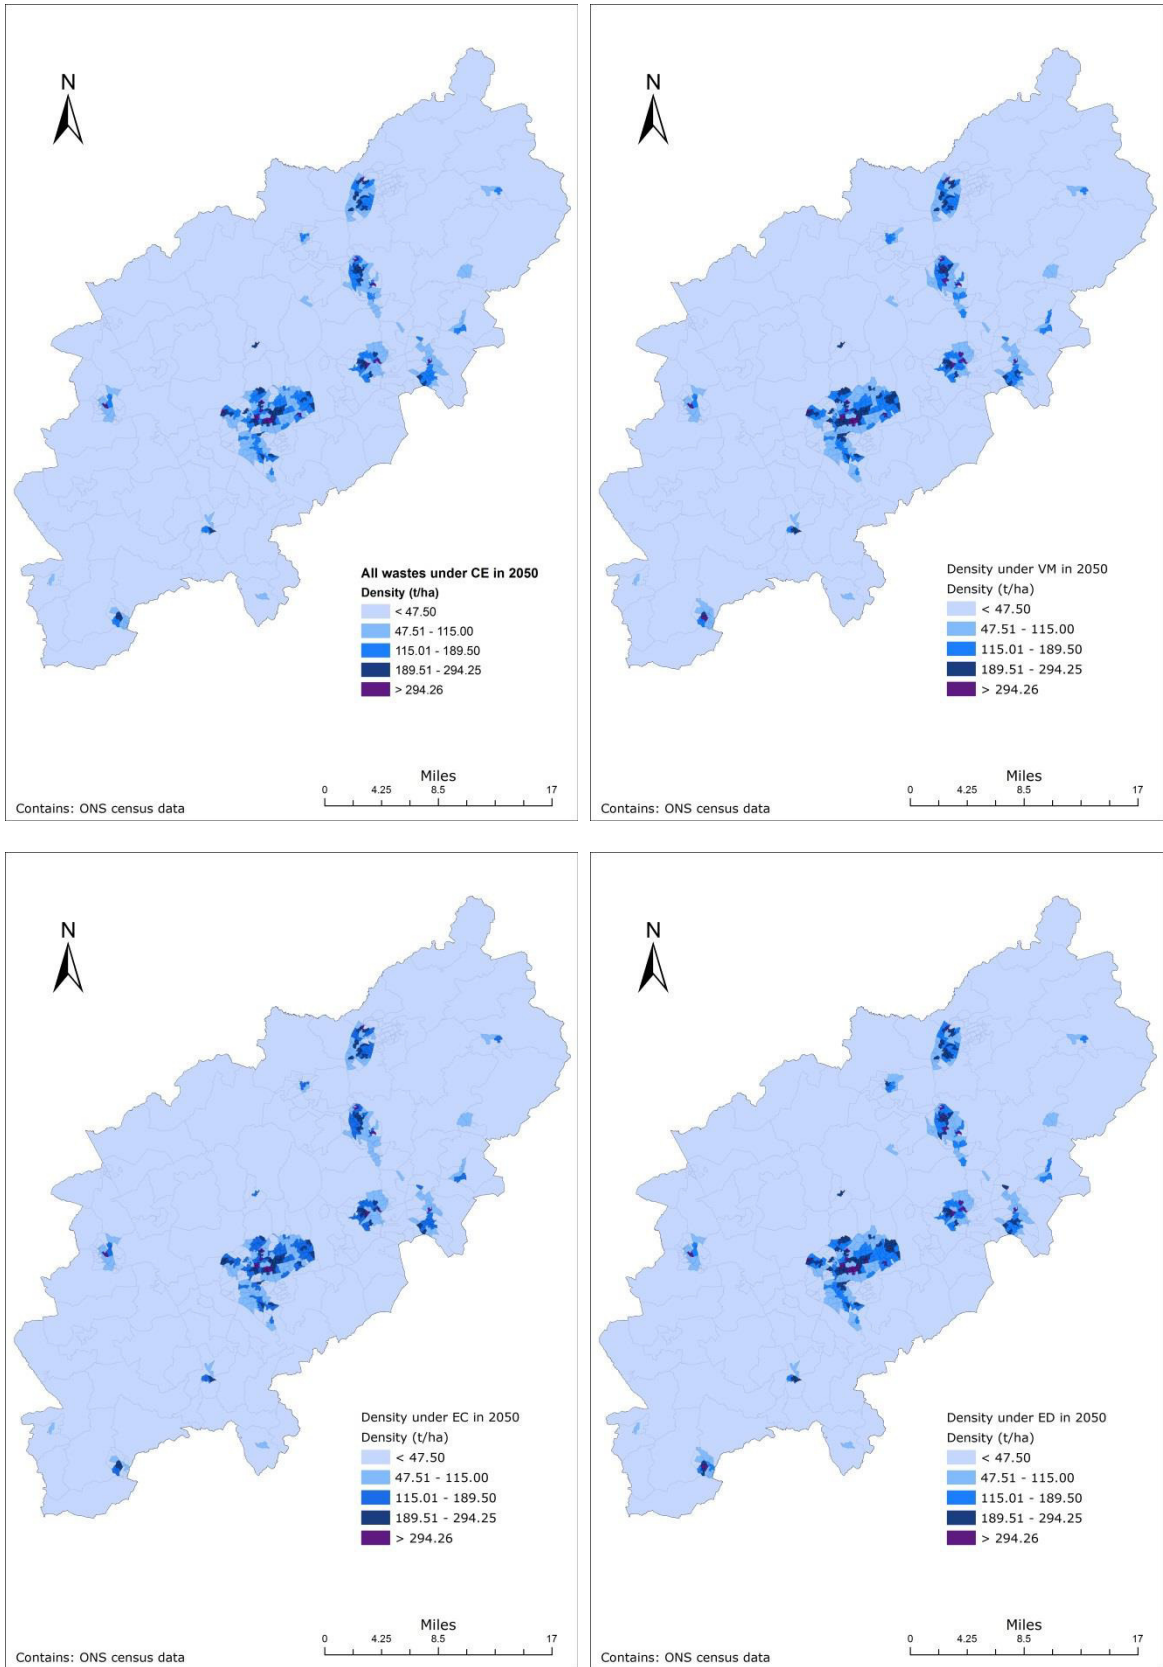 N
All wastes under CE in 2050
Density (t/ha)
< 47.50
47.51 - 115.00
115.01 - 189.50
189.51 - 294.25
> 294.26
Miles
0 4.25 8.5 17
Contains: ONS census data
N
Density under VM in 2050
Density (t/ha)
< 47.50
47.51 - 115.00
115.01 - 189.50
189.51 - 294.25
> 294.26
Miles
0 4.25 8.5 17
Contains: ONS census data
N
Density under EC in 2050
Density (t/ha)
< 47.50
47.51 - 115.00
115.01 - 189.50
189.51 - 294.25
> 294.26
Miles
0 4.25 8.5 17
Contains: ONS census data
N
Density under ED in 2050
Density (t/ha)
< 47.50
47.51 - 115.00
115.01 - 189.50
189.51 - 294.25
> 294.26
Miles
0 4.25 8.5 17
Contains: ONS census data